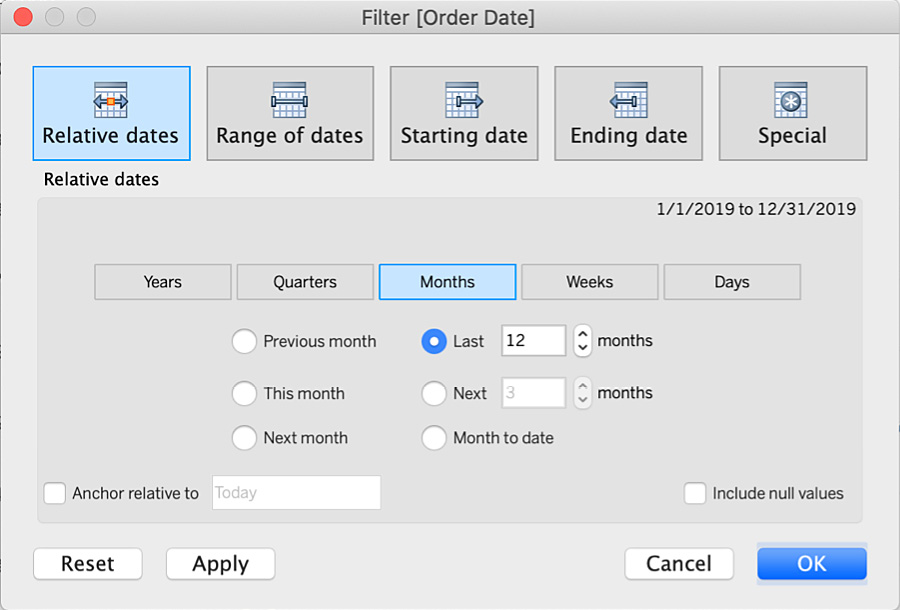 Filter [Order Date]
Relative dates
Range of dates
Starting date
Ending date
Special
Relative dates
1/1/2019 to 12/31/2019
Years
Quarters
Months
Weeks
Days
Previous month
Last 12 months
This month
Next 3 months
Next month
Month to date
Anchor relative to Today
Include null values
Reset
Apply
Cancel
OK